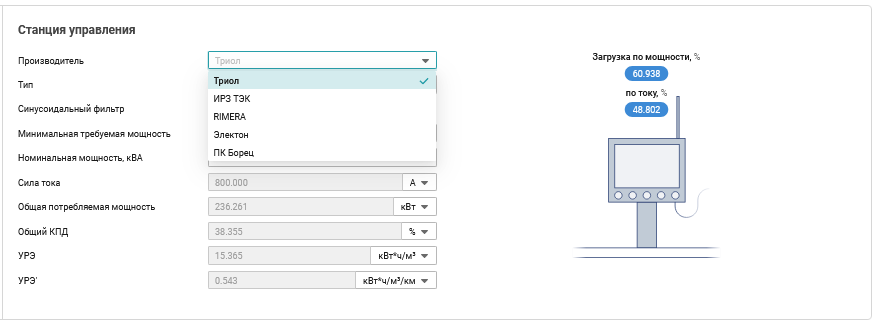 Станция управления
Производитель
Триол
Загрузка по мощности, %
60.938
по току, %
48.802
Тип
Триол
Синусоидальный фильтр
ИРЗ ТЭК
RIMERA
Минимальная требуемая мощность
Электон
Номинальная мощность, кВА
ПК Борец
Сила тока
800.000 А
Общая потребляемая мощность
236.261 кВт
Общий КПД
38.355 %
УРЭ
15.365 кВт*ч/м³
УРЭ'
0.543 кВт*ч/м³/км